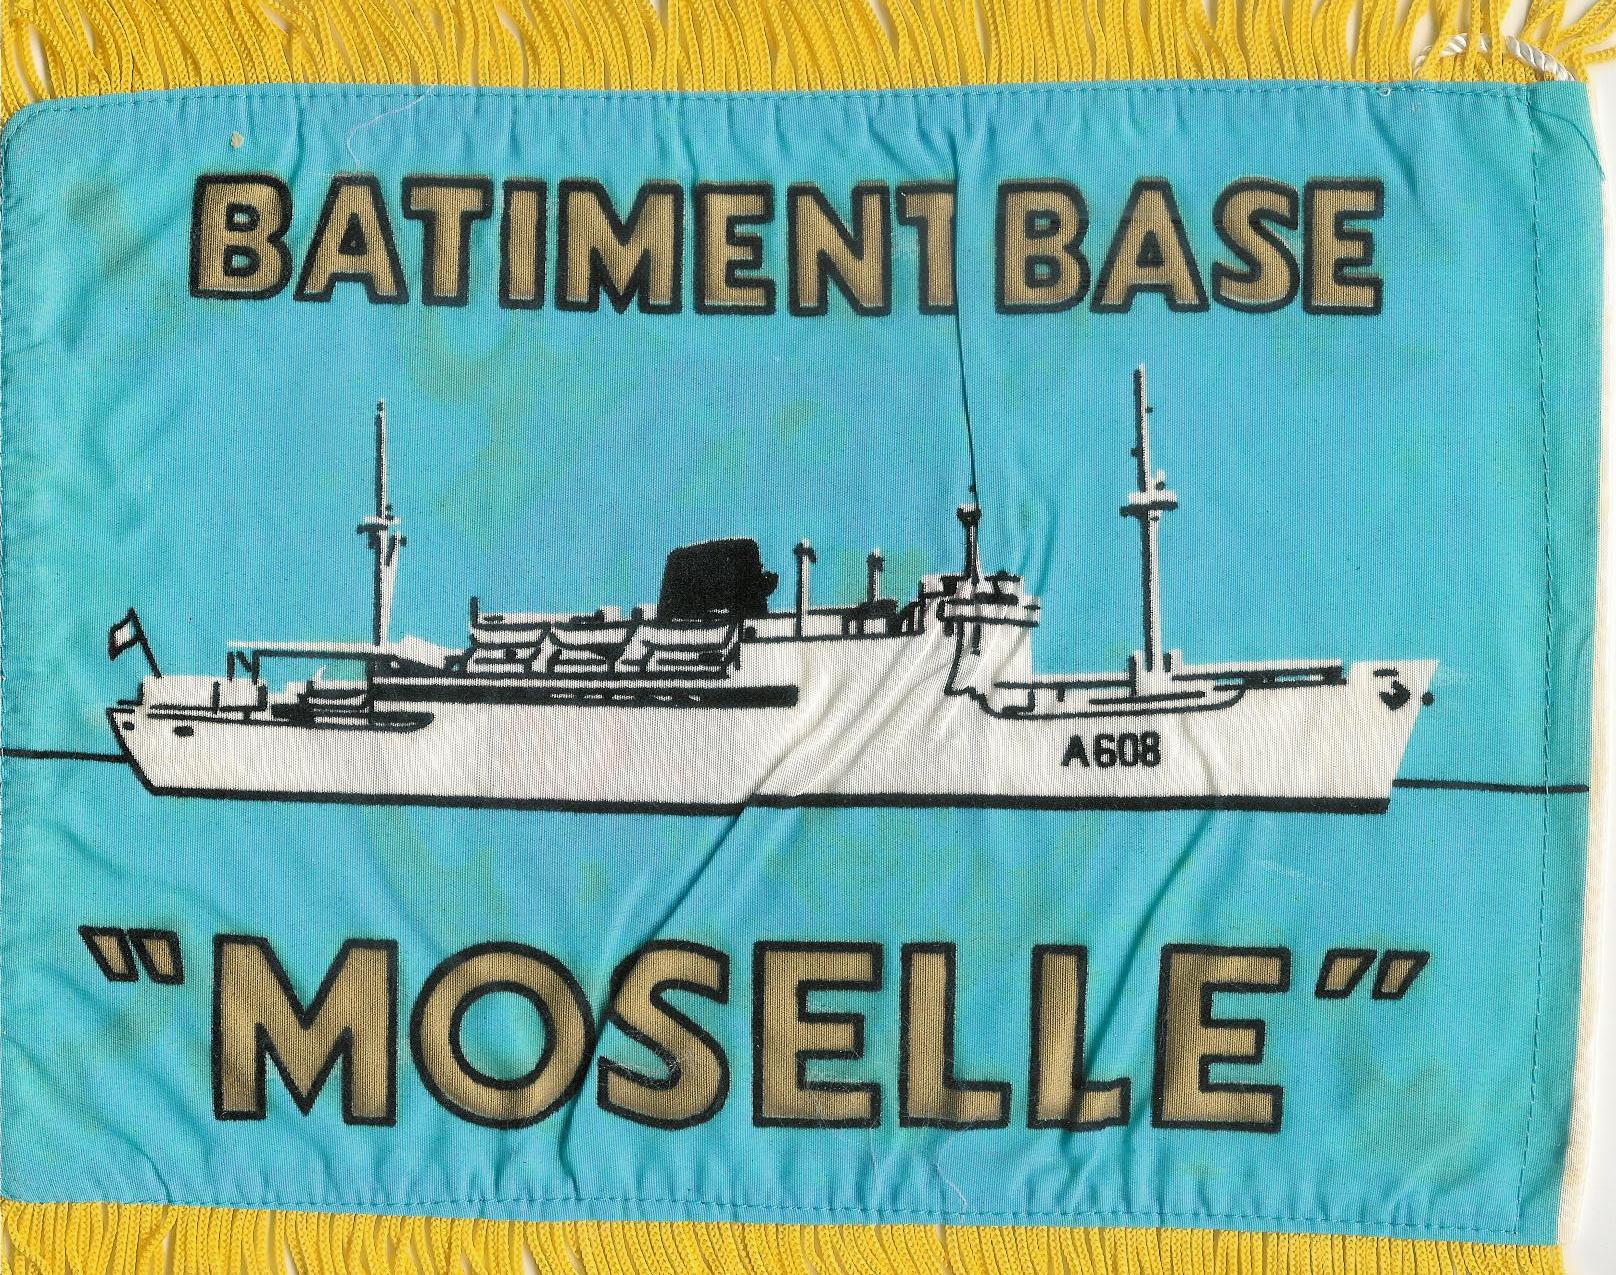 BATIMENT BASE
A608
"MOSELLE"